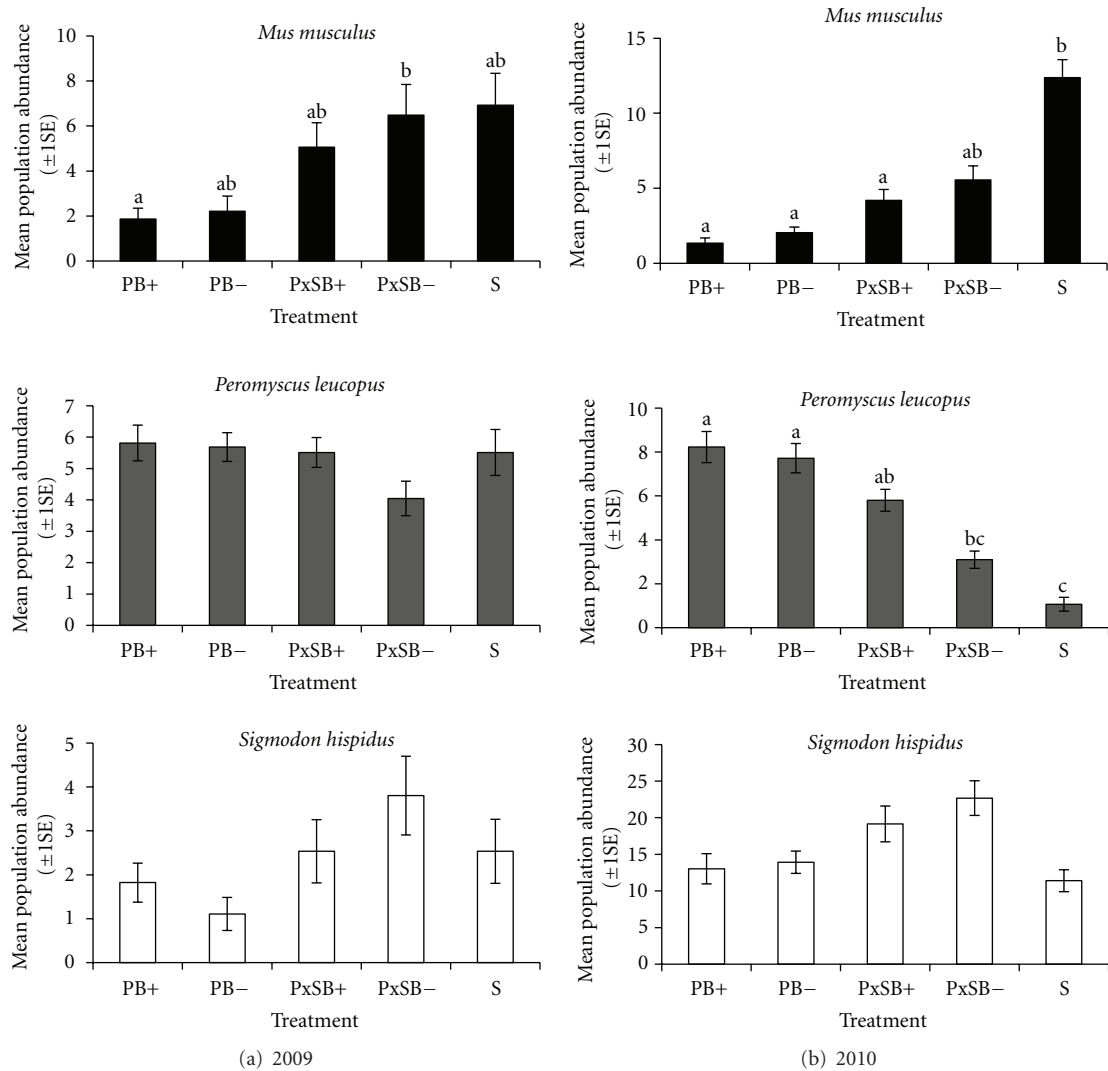 Mus musculus
Mean population abundance
(±1SE)
10
8
6
4
2
0
a
ab
ab
b
ab
PB+
PB−
PxSB+
PxSB−
S
Treatment
Mus musculus
Mean population abundance
(±1SE)
15
10
5
0
a
a
a
ab
b
PB+
PB−
PxSB+
PxSB−
S
Treatment
Peromyscus leucopus
Mean population abundance
(±1SE)
7
6
5
4
3
2
1
0
PB+
PB−
PxSB+
PxSB−
S
Treatment
Peromyscus leucopus
Mean population abundance
(±1SE)
10
8
6
4
2
0
a
a
ab
bc
c
PB+
PB−
PxSB+
PxSB−
S
Treatment
Sigmodon hispidus
Mean population abundance
(±1SE)
5
4
3
2
1
0
PB+
PB−
PxSB+
PxSB−
S
Treatment
(a) 2009
Sigmodon hispidus
Mean population abundance
(±1SE)
30
25
20
15
10
5
0
PB+
PB−
PxSB+
PxSB−
S
Treatment
(b) 2010